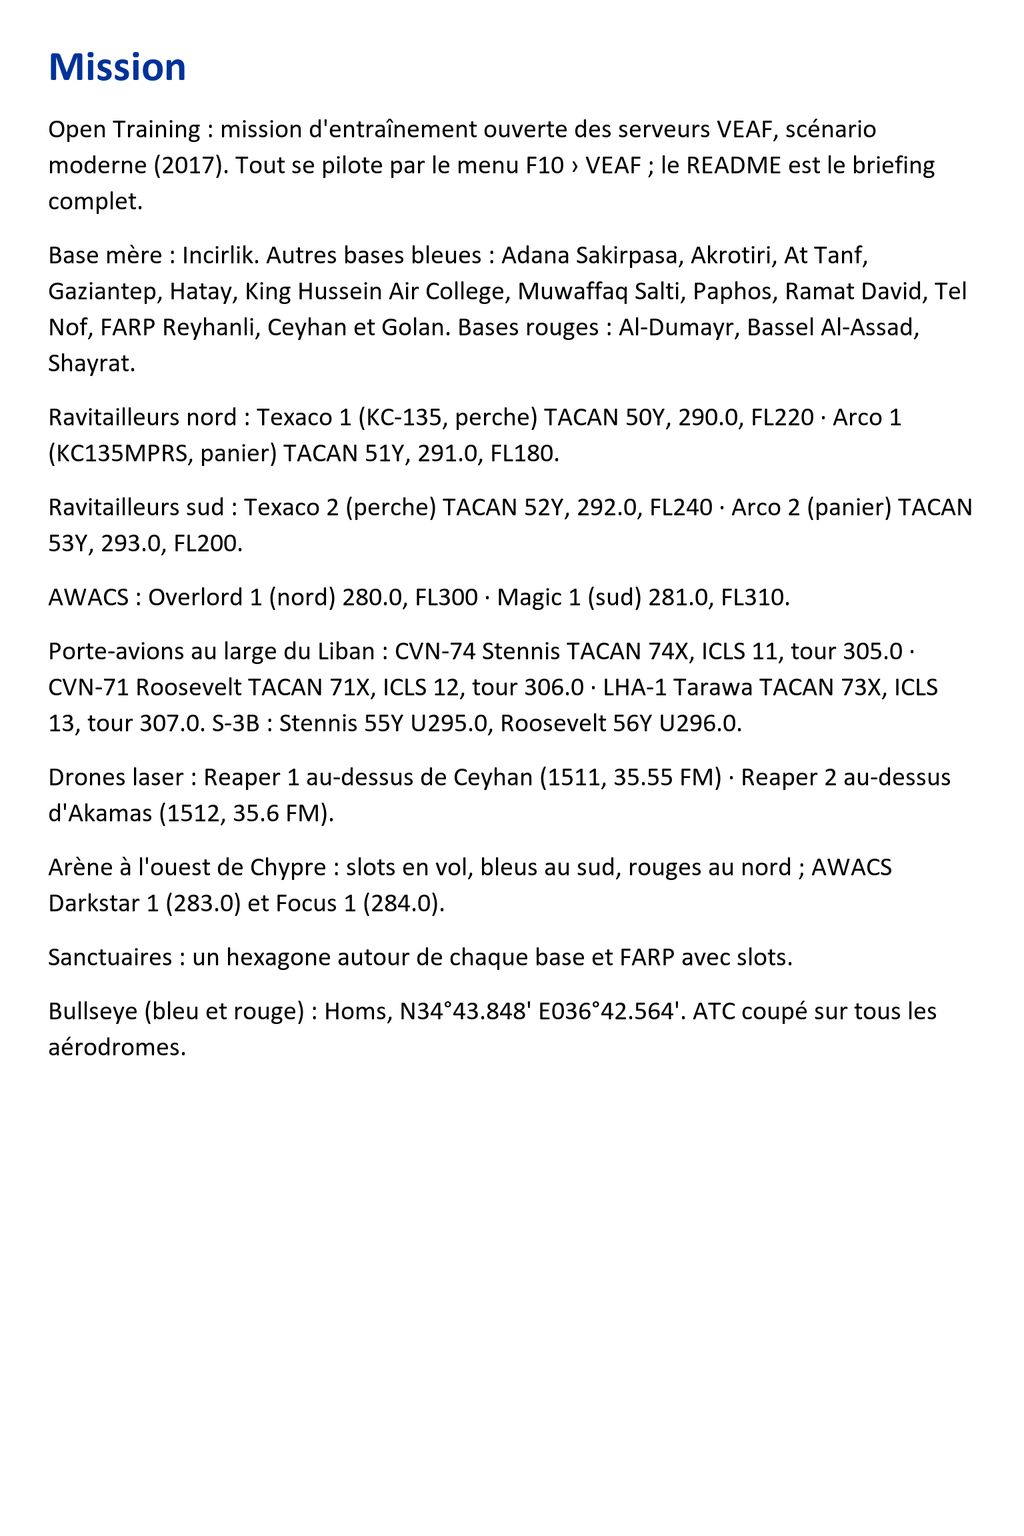 Mission
Open Training : mission d'entraînement ouverte des serveurs VEAF, scénario
moderne (2017). Tout se pilote par le menu F10 › VEAF ; le README est le briefing
complet.
Base mère : Incirlik. Autres bases bleues : Adana Sakirpasa, Akrotiri, At Tanf,
Gaziantep, Hatay, King Hussein Air College, Muwaffaq Salti, Paphos, Ramat David, Tel
Nof, FARP Reyhanli, Ceyhan et Golan. Bases rouges : Al-Dumayr, Bassel Al-Assad,
Shayrat.
Ravitailleurs nord : Texaco 1 (KC-135, perche) TACAN 50Y, 290.0, FL220 · Arco 1
(KC135MPRS, panier) TACAN 51Y, 291.0, FL180.
Ravitailleurs sud : Texaco 2 (perche) TACAN 52Y, 292.0, FL240 · Arco 2 (panier) TACAN
53Y, 293.0, FL200.
AWACS : Overlord 1 (nord) 280.0, FL300 · Magic 1 (sud) 281.0, FL310.
Porte-avions au large du Liban : CVN-74 Stennis TACAN 74X, ICLS 11, tour 305.0 ·
CVN-71 Roosevelt TACAN 71X, ICLS 12, tour 306.0 · LHA-1 Tarawa TACAN 73X, ICLS
13, tour 307.0. S-3B : Stennis 55Y U295.0, Roosevelt 56Y U296.0.
Drones laser : Reaper 1 au-dessus de Ceyhan (1511, 35.55 FM) · Reaper 2 au-dessus
d'Akamas (1512, 35.6 FM).
Arène à l'ouest de Chypre : slots en vol, bleus au sud, rouges au nord ; AWACS
Darkstar 1 (283.0) et Focus 1 (284.0).
Sanctuaires : un hexagone autour de chaque base et FARP avec slots.
Bullseye (bleu et rouge) : Homs, N34°43.848' E036°42.564'. ATC coupé sur tous les
aérodromes.